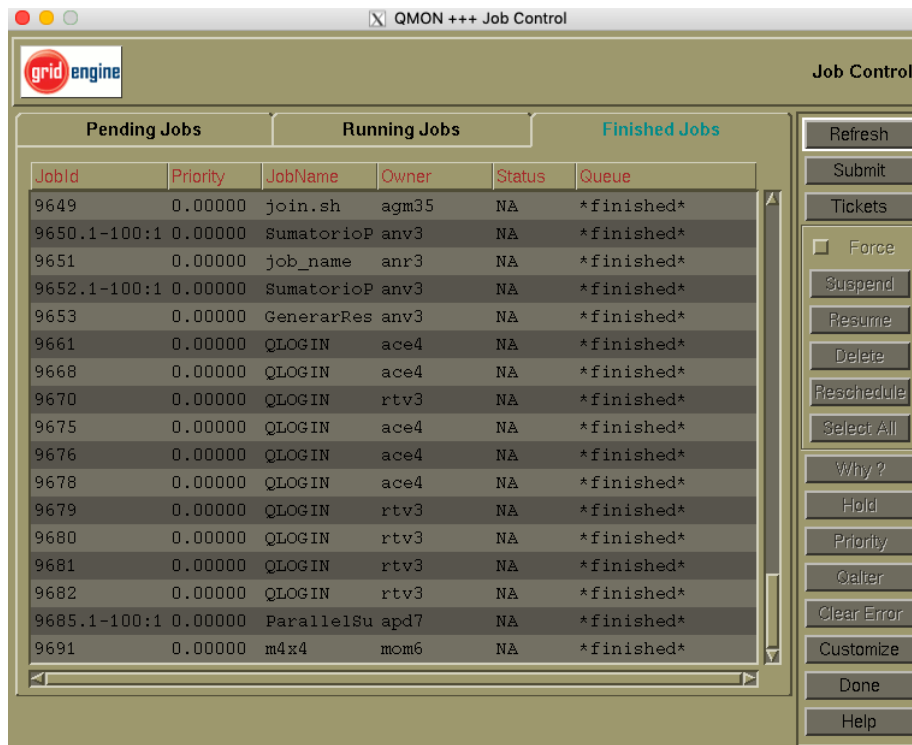 QMON +++ Job Control
grid engine
Job Control
Pending Jobs Running Jobs Finished Jobs
JobId Priority JobName Owner Status Queue
9649 0.00000 join.sh agm35 NA *finished*
9650.1-100:1 0.00000 SumatorioP anv3 NA *finished*
9651 0.00000 job_name anr3 NA *finished*
9652.1-100:1 0.00000 SumatorioP anv3 NA *finished*
9653 0.00000 GenerarRes anv3 NA *finished*
9661 0.00000 QLOGIN ace4 NA *finished*
9668 0.00000 QLOGIN ace4 NA *finished*
9670 0.00000 QLOGIN rtv3 NA *finished*
9675 0.00000 QLOGIN ace4 NA *finished*
9676 0.00000 QLOGIN ace4 NA *finished*
9678 0.00000 QLOGIN ace4 NA *finished*
9679 0.00000 QLOGIN rtv3 NA *finished*
9680 0.00000 QLOGIN rtv3 NA *finished*
9681 0.00000 QLOGIN rtv3 NA *finished*
9682 0.00000 QLOGIN rtv3 NA *finished*
9685.1-100:1 0.00000 ParallelSu apd7 NA *finished*
9691 0.00000 m4x4 mom6 NA *finished*
Refresh
Submit
Tickets
Force
Suspend
Resume
Delete
Reschedule
Select All
Why ?
Hold
Priority
Qalter
Clear Error
Customize
Done
Help